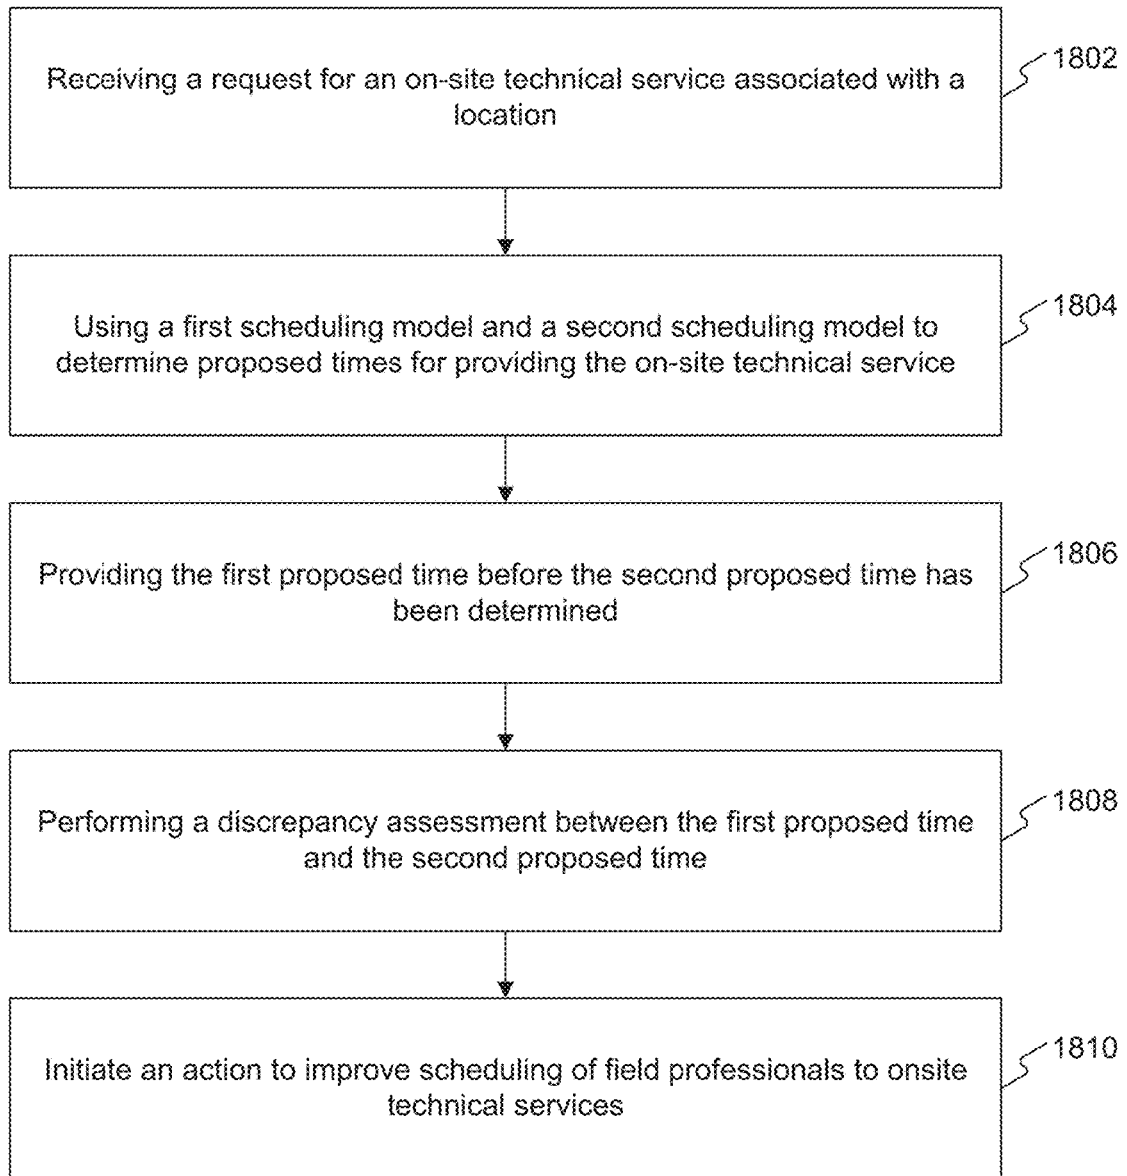 Receiving a request for an on-site technical service associated with a
location
1802
Using a first scheduling model and a second scheduling model to
determine proposed times for providing the on-site technical service
1804
Providing the first proposed time before the second proposed time has
been determined
1806
Performing a discrepancy assessment between the first proposed time
and the second proposed time
1808
Initiate an action to improve scheduling of field professionals to onsite
technical services
1810